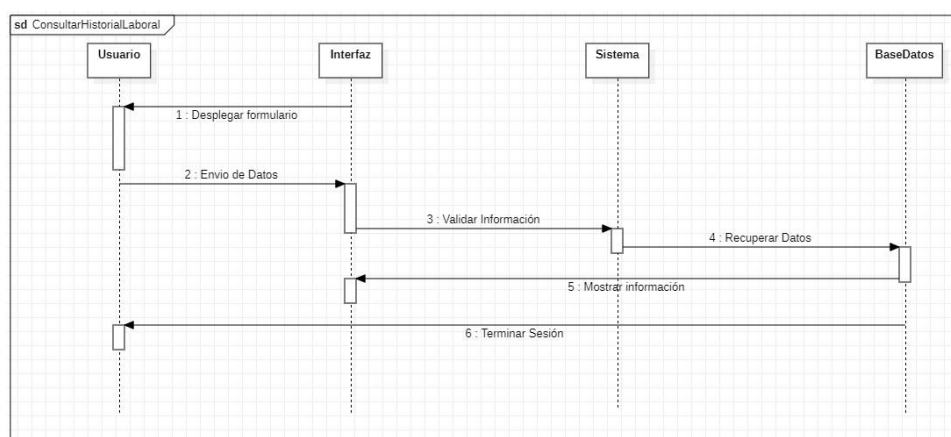 sd ConsultarHistorialLaboral
Usuario
Interfaz
Sistema
BaseDatos
1 : Desplegar formulario
2 : Envio de Datos
3 : Validar Información
4 : Recuperar Datos
5 : Mostrar información
6 : Terminar Sesión